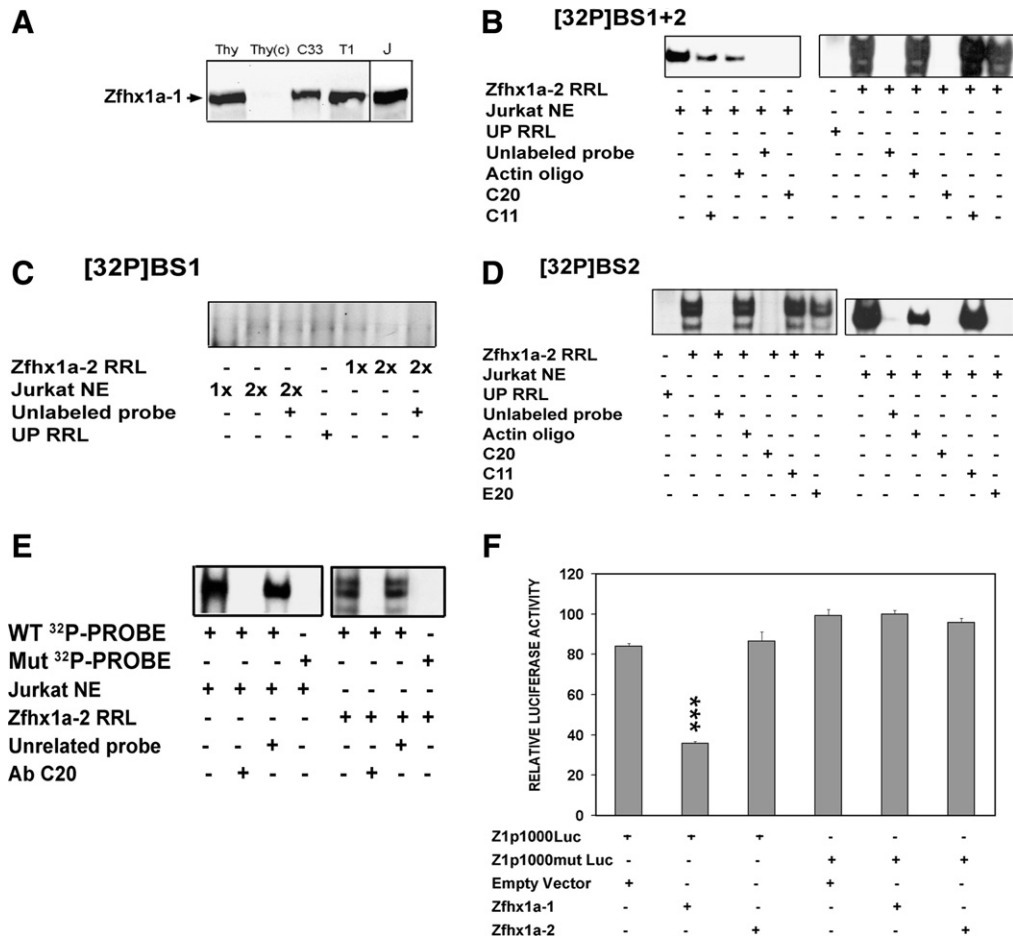 A
Thy Thy(c) C33 T1 J
Zfhx1a-1
B
[32P]BS1+2
Zfhx1a-2 RRL - - - - - - + + + + + +
Jurkat NE + + + + + - - - - - -
UP RRL - - - - - + - - - - - -
Unlabeled probe - - - + - - - + - - - -
Actin oligo - - + - - - - - + - - -
C20 - - - - + - - - - + - -
C11 - + - - - - - - - - + -
C
[32P]BS1
Zfhx1a-2 RRL - - - - 1x 2x 2x
Jurkat NE 1x 2x 2x - - - -
Unlabeled probe - - + - - - +
UP RRL - - - + - - -
D
[32P]BS2
Zfhx1a-2 RRL - + + + + + + - - - - - -
Jurkat NE - - - - - - - + + + + + +
UP RRL + - - - - - - - - - - - -
Unlabeled probe - - + - - - - - + - - - -
Actin oligo - - - + - - - - - + - - -
C20 - - - - + - - - - - + - -
C11 - - - - - + - - - - - + -
E20 - - - - - - + - - - - - +
E
WT 32P-PROBE + + + - + + + -
Mut 32P-PROBE - - - + - - - +
Jurkat NE + + + + - - - -
Zfhx1a-2 RRL - - - - + + + +
Unrelated probe - - + - - - + -
Ab C20 - + - - - + - -
F
RELATIVE LUCIFERASE ACTIVITY
120
100
80
60
40
20
0
***
Z1p1000Luc + + + - - -
Z1p1000mut Luc - - - + + +
Empty Vector + - - + - -
Zfhx1a-1 - + - - + -
Zfhx1a-2 - - + - - +